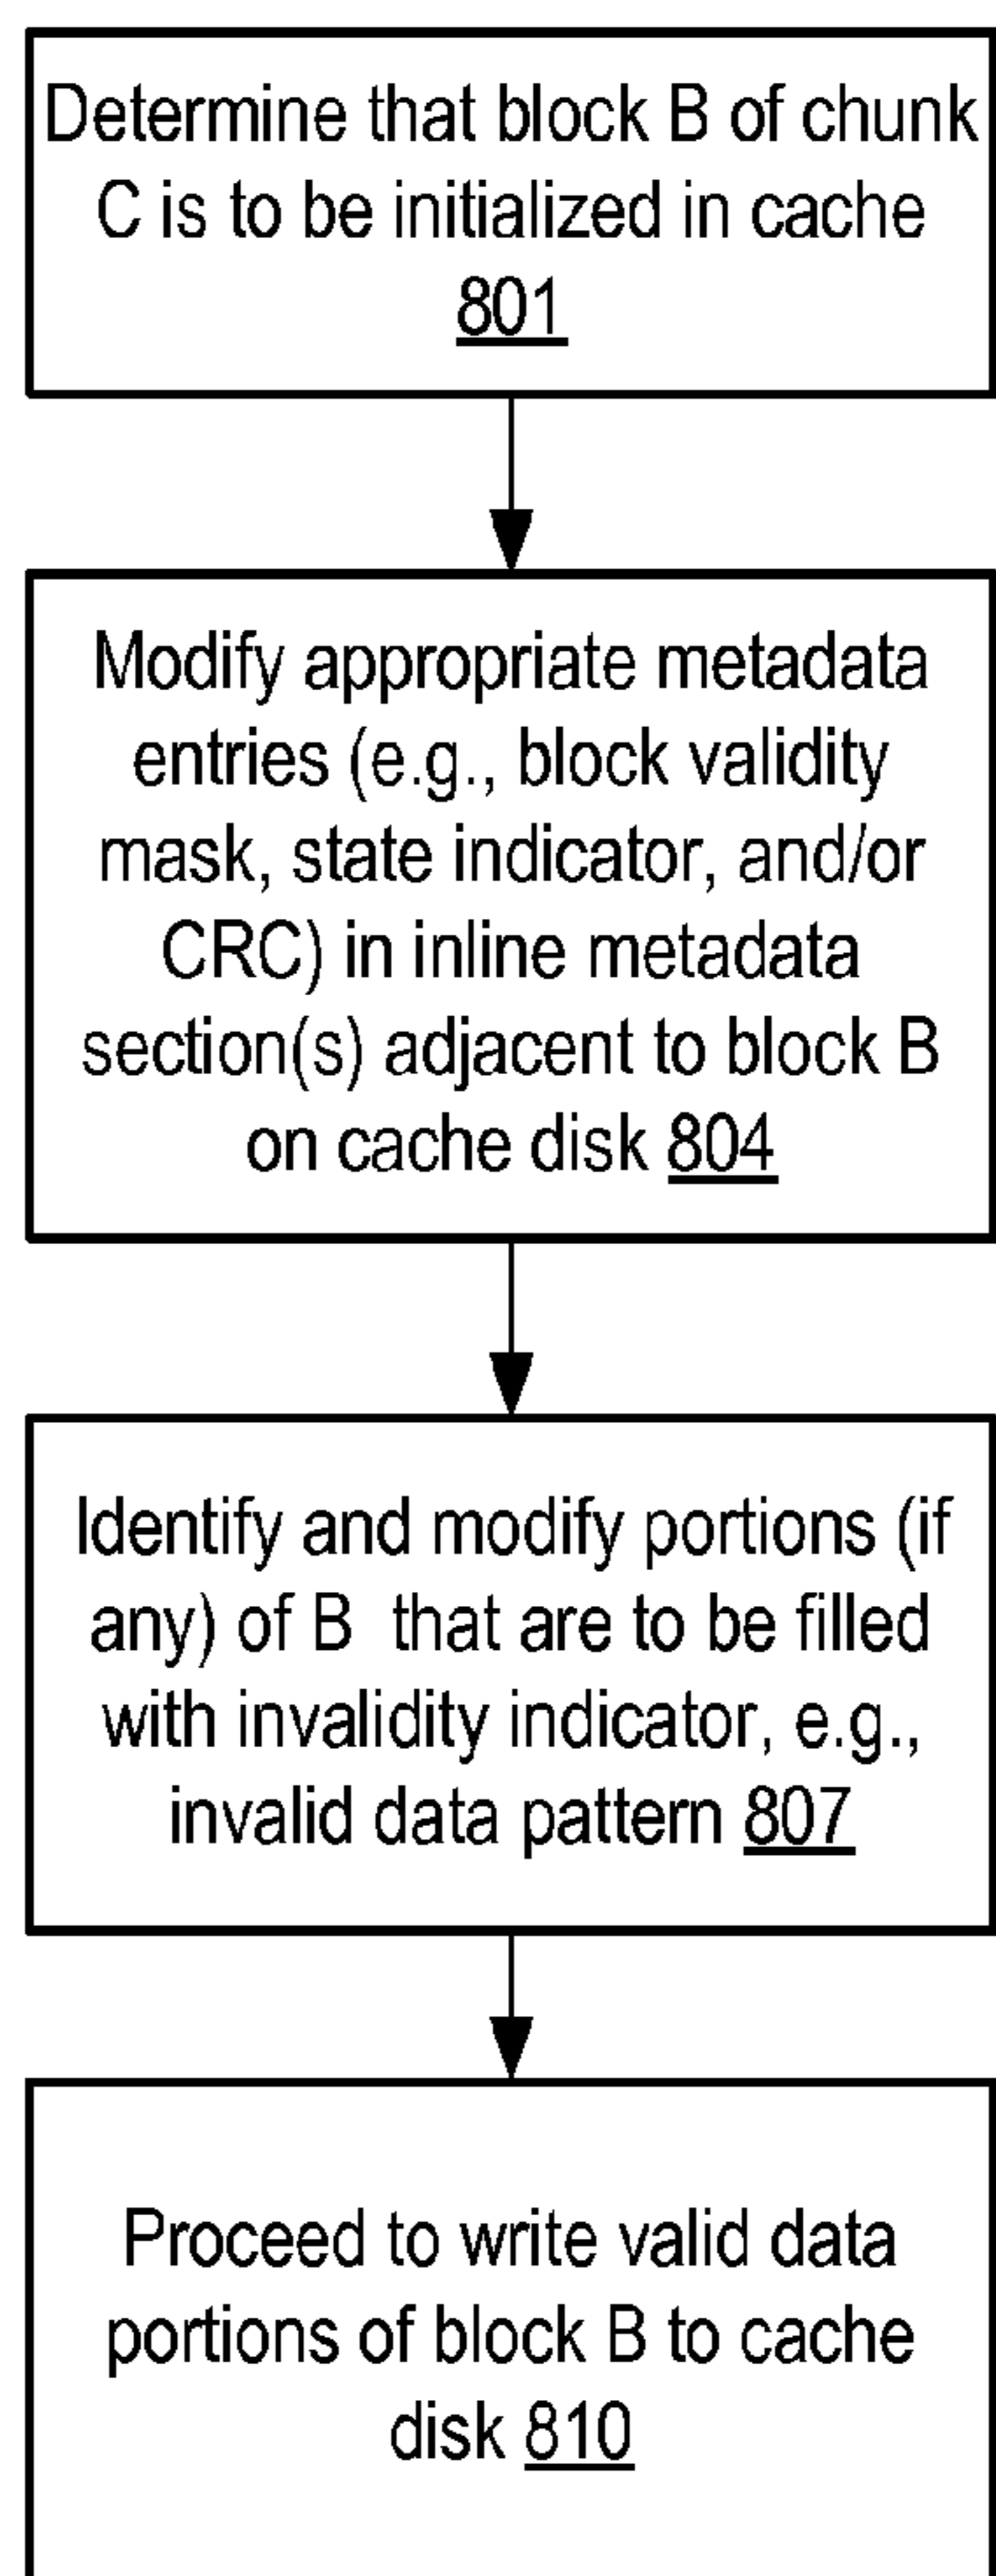 Determine that block B of chunk
C is to be initialized in cache
801
Modify appropriate metadata
entries (e.g., block validity
mask, state indicator, and/or
CRC) in inline metadata
section(s) adjacent to block B
on cache disk 804
Identify and modify portions (if
any) of B that are to be filled
with invalidity indicator, e.g.,
invalid data pattern 807
Proceed to write valid data
portions of block B to cache
disk 810